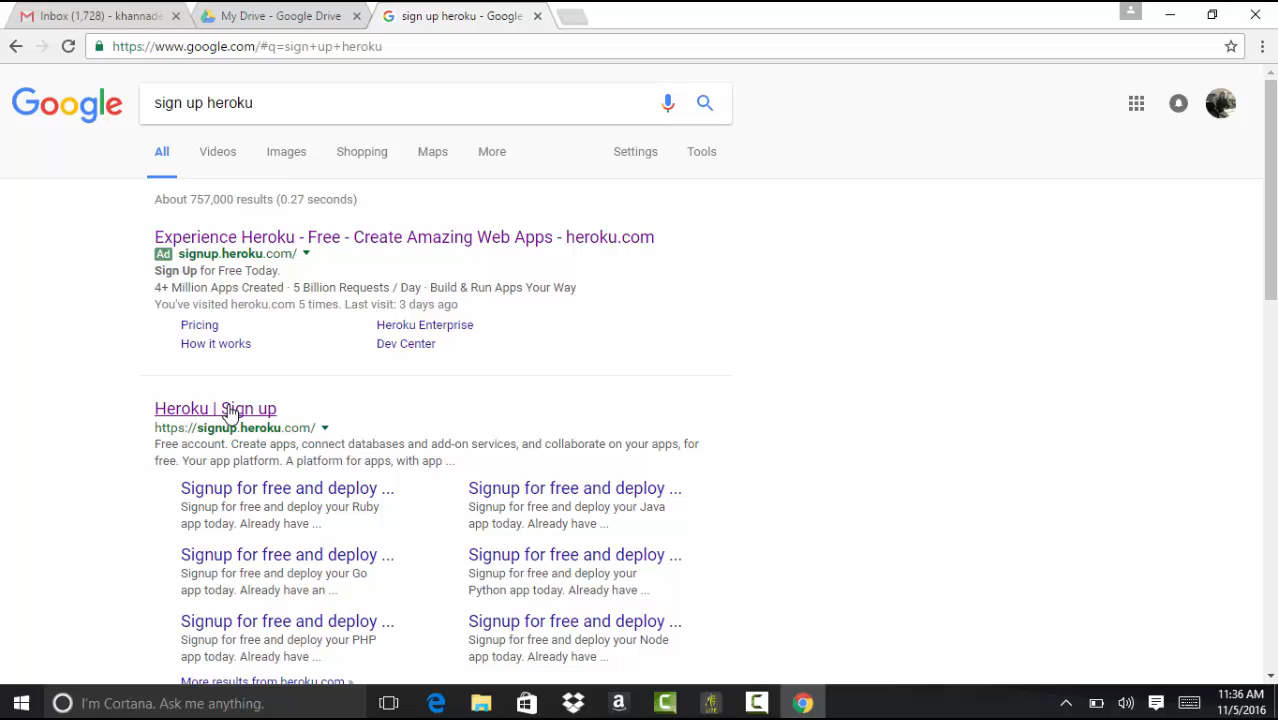 Inbox (1,728) - khannade
My Drive - Google Drive
sign up heroku - Google
https://www.google.com/#q=sign+up+heroku
Google
sign up heroku
All Videos Images Shopping Maps More Settings Tools
About 757,000 results (0.27 seconds)
Experience Heroku - Free - Create Amazing Web Apps - heroku.com
Ad signup.heroku.com/
Sign Up for Free Today.
4+ Million Apps Created · 5 Billion Requests / Day · Build & Run Apps Your Way
You've visited heroku.com 5 times. Last visit: 3 days ago
Pricing Heroku Enterprise
How it works Dev Center
Heroku | Sign up
https://signup.heroku.com/
Free account. Create apps, connect databases and add-on services, and collaborate on your apps, for
free. Your app platform. A platform for apps, with app ...
Signup for free and deploy ...
Signup for free and deploy your Ruby
app today. Already have ...
Signup for free and deploy ...
Signup for free and deploy your Java
app today. Already have ...
Signup for free and deploy ...
Signup for free and deploy your Go
app today. Already have an ...
Signup for free and deploy ...
Signup for free and deploy your
Python app today. Already have ...
Signup for free and deploy ...
Signup for free and deploy your PHP
app today. Already have ...
Signup for free and deploy ...
Signup for free and deploy your Node
app today. Already have ...
More results from heroku.com »
I'm Cortana. Ask me anything.
11:36 AM
11/5/2016